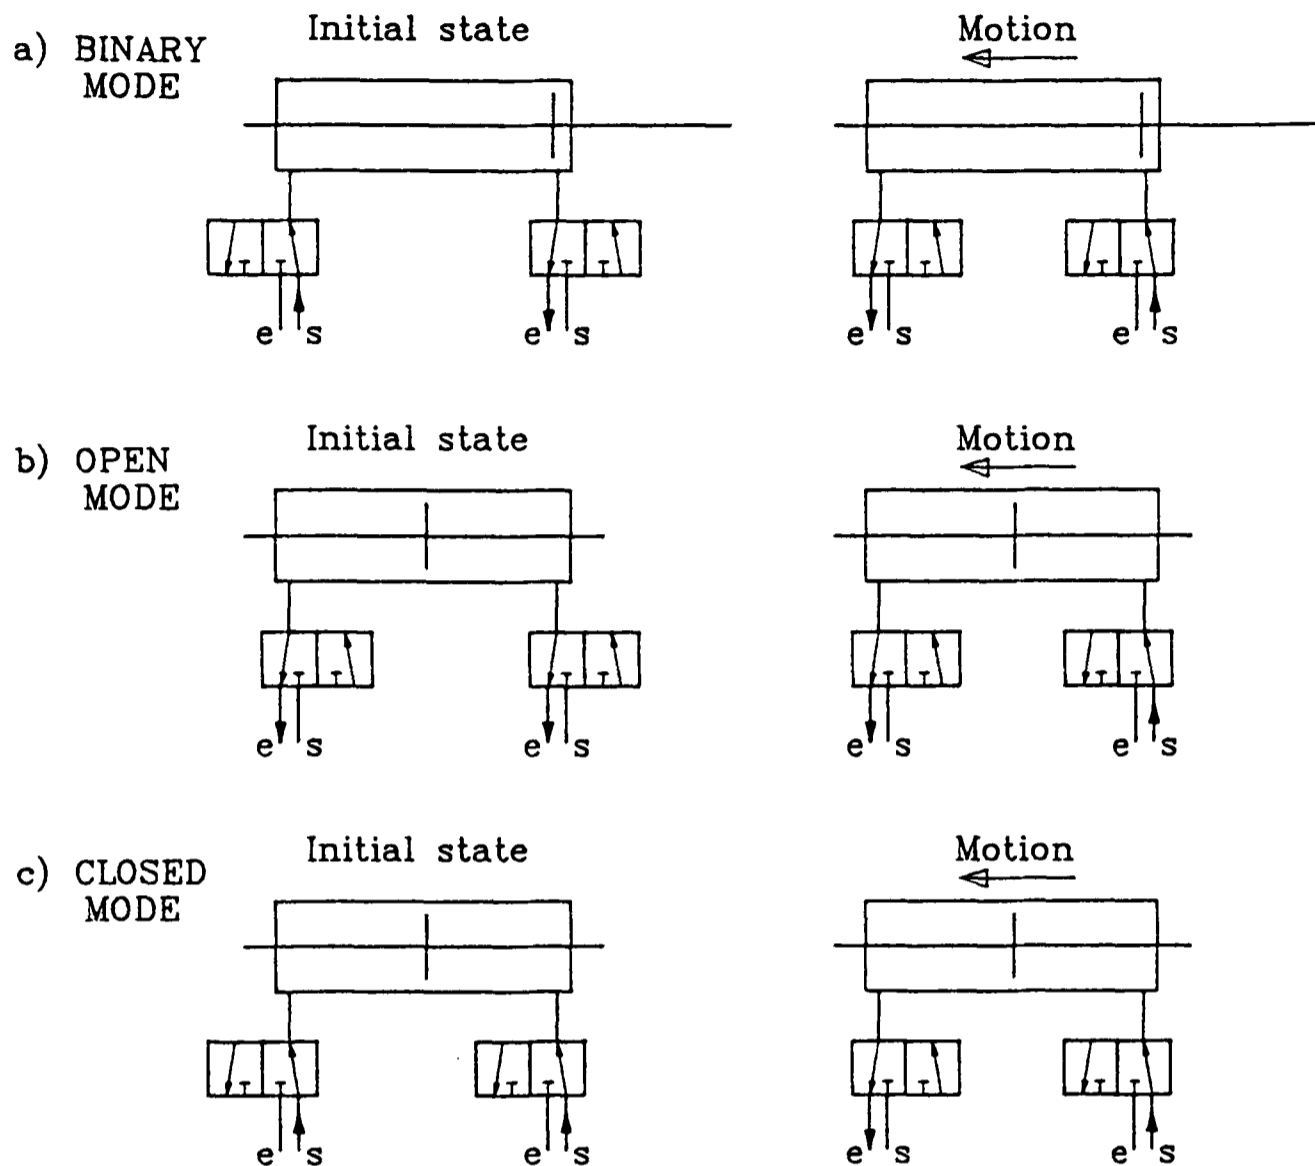 a) BINARY MODE
Initial state
Motion
e s
e s
e s
e s
b) OPEN MODE
Initial state
Motion
e s
e s
e s
e s
c) CLOSED MODE
Initial state
Motion
e s
e s
e s
e s